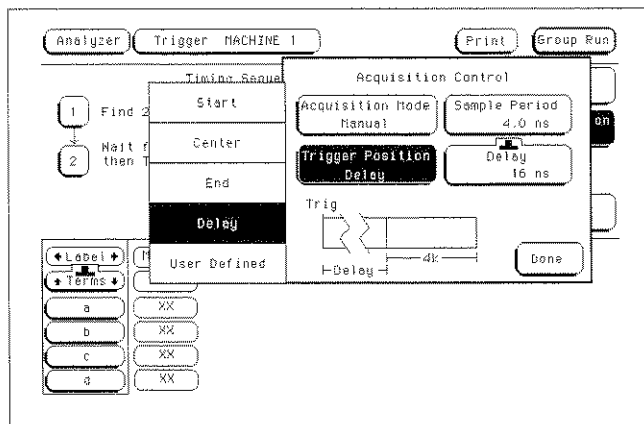 Analyzer Trigger MACHINE 1 Print Group Run
Timing Seque
Acquisition Control
1 Find 2
2 Wait f
then T
Start
Center
End
Delay
User Defined
Acquisition Mode
Manual
Sample Period
4.0 ns
Trigger Position
Delay
Delay
16 ns
on
Trig
Delay
4K
Done
Label M
Terms
a XX
b XX
c XX
d XX